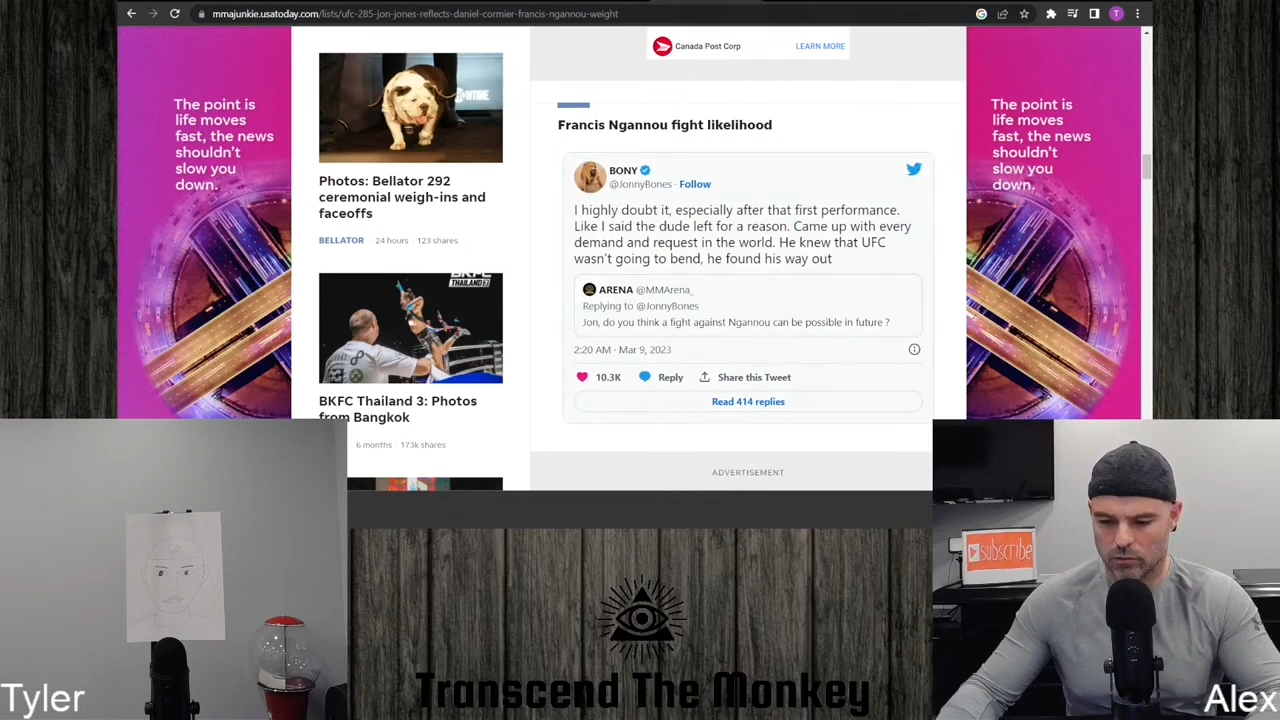 mmajunkie.usatoday.com/lists/ufc-285-jon-jones-reflects-daniel-cormier-francis-ngannou-weight
T
The point is
life moves
fast, the news
shouldn't
slow you
down.
SHOWTIME
Photos: Bellator 292
ceremonial weigh-ins and
faceoffs
BELLATOR 24 hours 123 shares
BKFC
THAILAND 3
BKFC Thailand 3: Photos
from Bangkok
6 months 173k shares
Canada Post Corp LEARN MORE
Francis Ngannou fight likelihood
BONY
@JonnyBones · Follow
I highly doubt it, especially after that first performance.
Like I said the dude left for a reason. Came up with every
demand and request in the world. He knew that UFC
wasn't going to bend, he found his way out
ARENA @MMArena_
Replying to @JonnyBones
Jon, do you think a fight against Ngannou can be possible in future ?
2:20 AM · Mar 9, 2023
10.3K Reply Share this Tweet
Read 414 replies
ADVERTISEMENT
The point is
life moves
fast, the news
shouldn't
slow you
down.
subscribe
Transcend The Monkey
Tyler
Alex